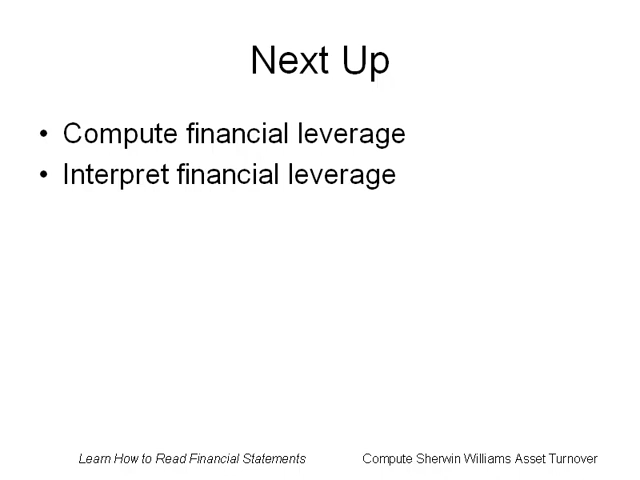 Next Up
• Compute financial leverage
• Interpret financial leverage
Learn How to Read Financial Statements Compute Sherwin Williams Asset Turnover